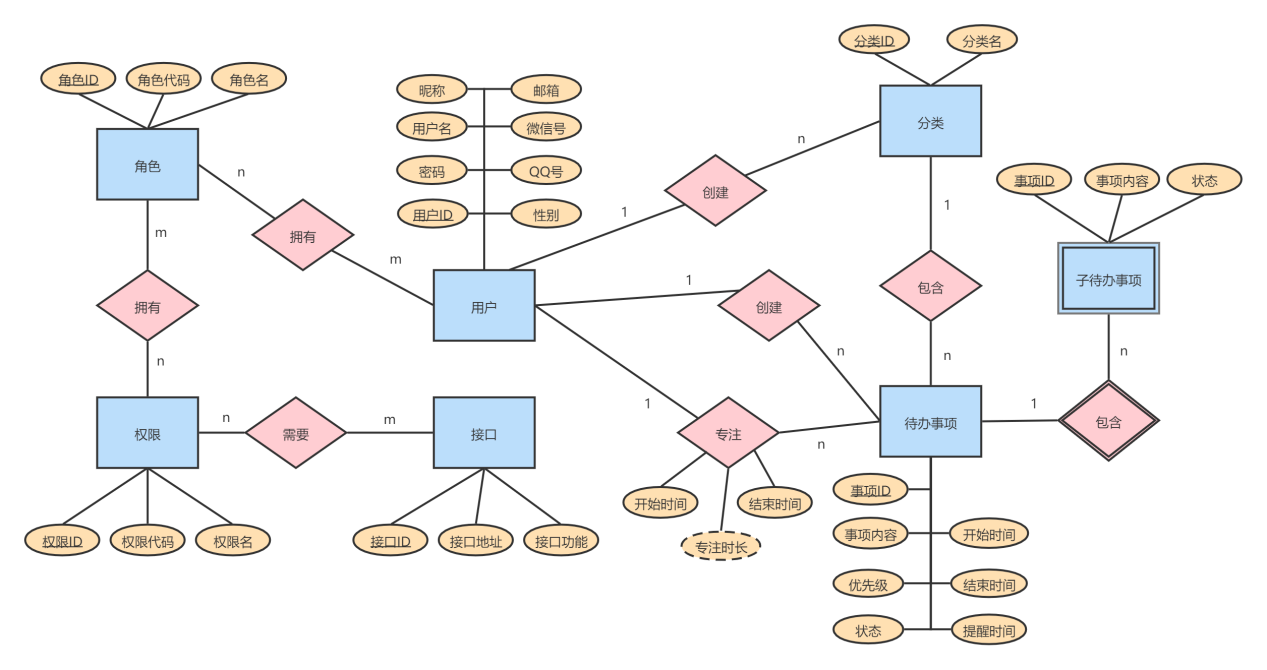 分类ID
分类名
角色ID
角色代码
角色名
昵称
邮箱
用户名
微信号
密码
QQ号
用户ID
性别
分类
角色
n
n
创建
1
事项ID
事项内容
状态
拥有
m
m
用户
1
子待办事项
1
创建
包含
拥有
n
n
n
n
权限
n
需要
m
接口
1
专注
n
待办事项
1
包含
开始时间
结束时间
专注时长
事项ID
事项内容
开始时间
优先级
结束时间
状态
提醒时间
权限ID
权限代码
权限名
接口ID
接口地址
接口功能